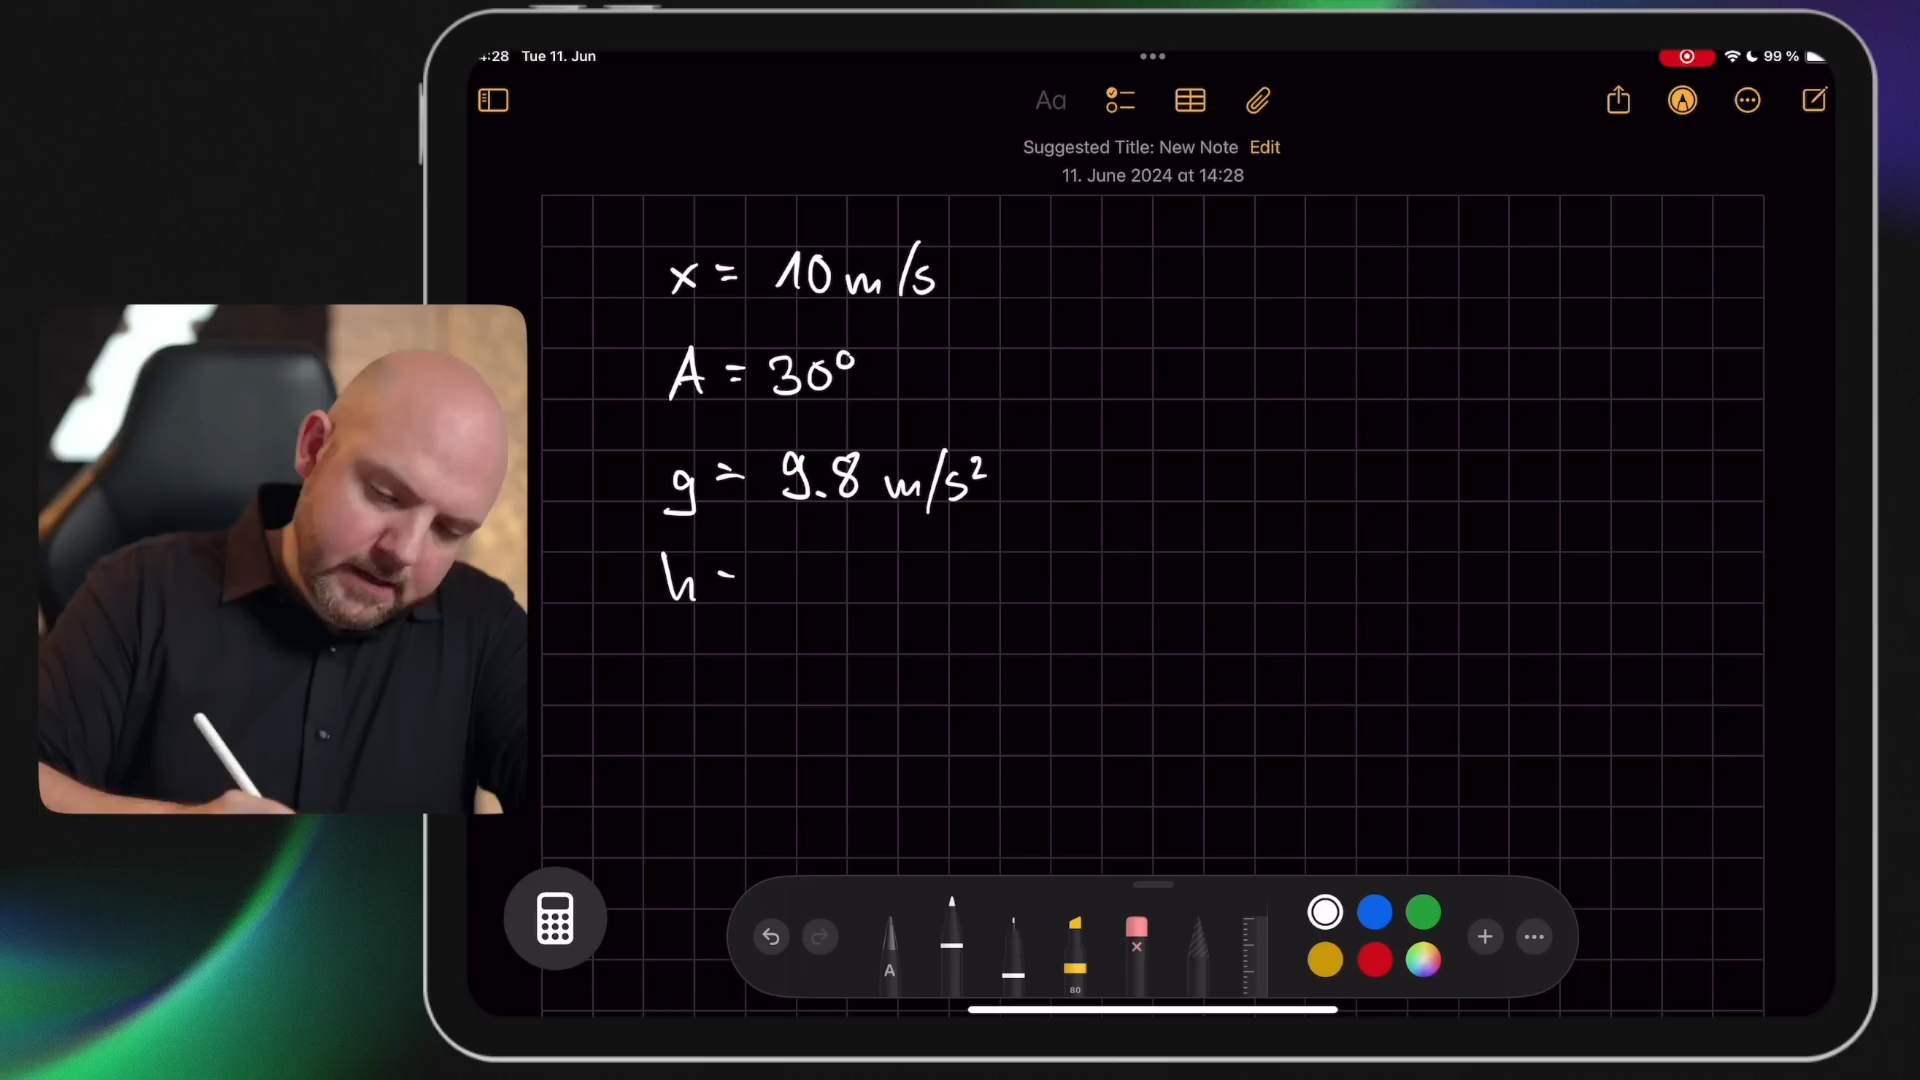 4:28 Tue 11. Jun
99 %
Aa
Suggested Title: New Note Edit
11. June 2024 at 14:28
x = 10 m/s
A = 30°
g = 9.8 m/s²
h -
A
80